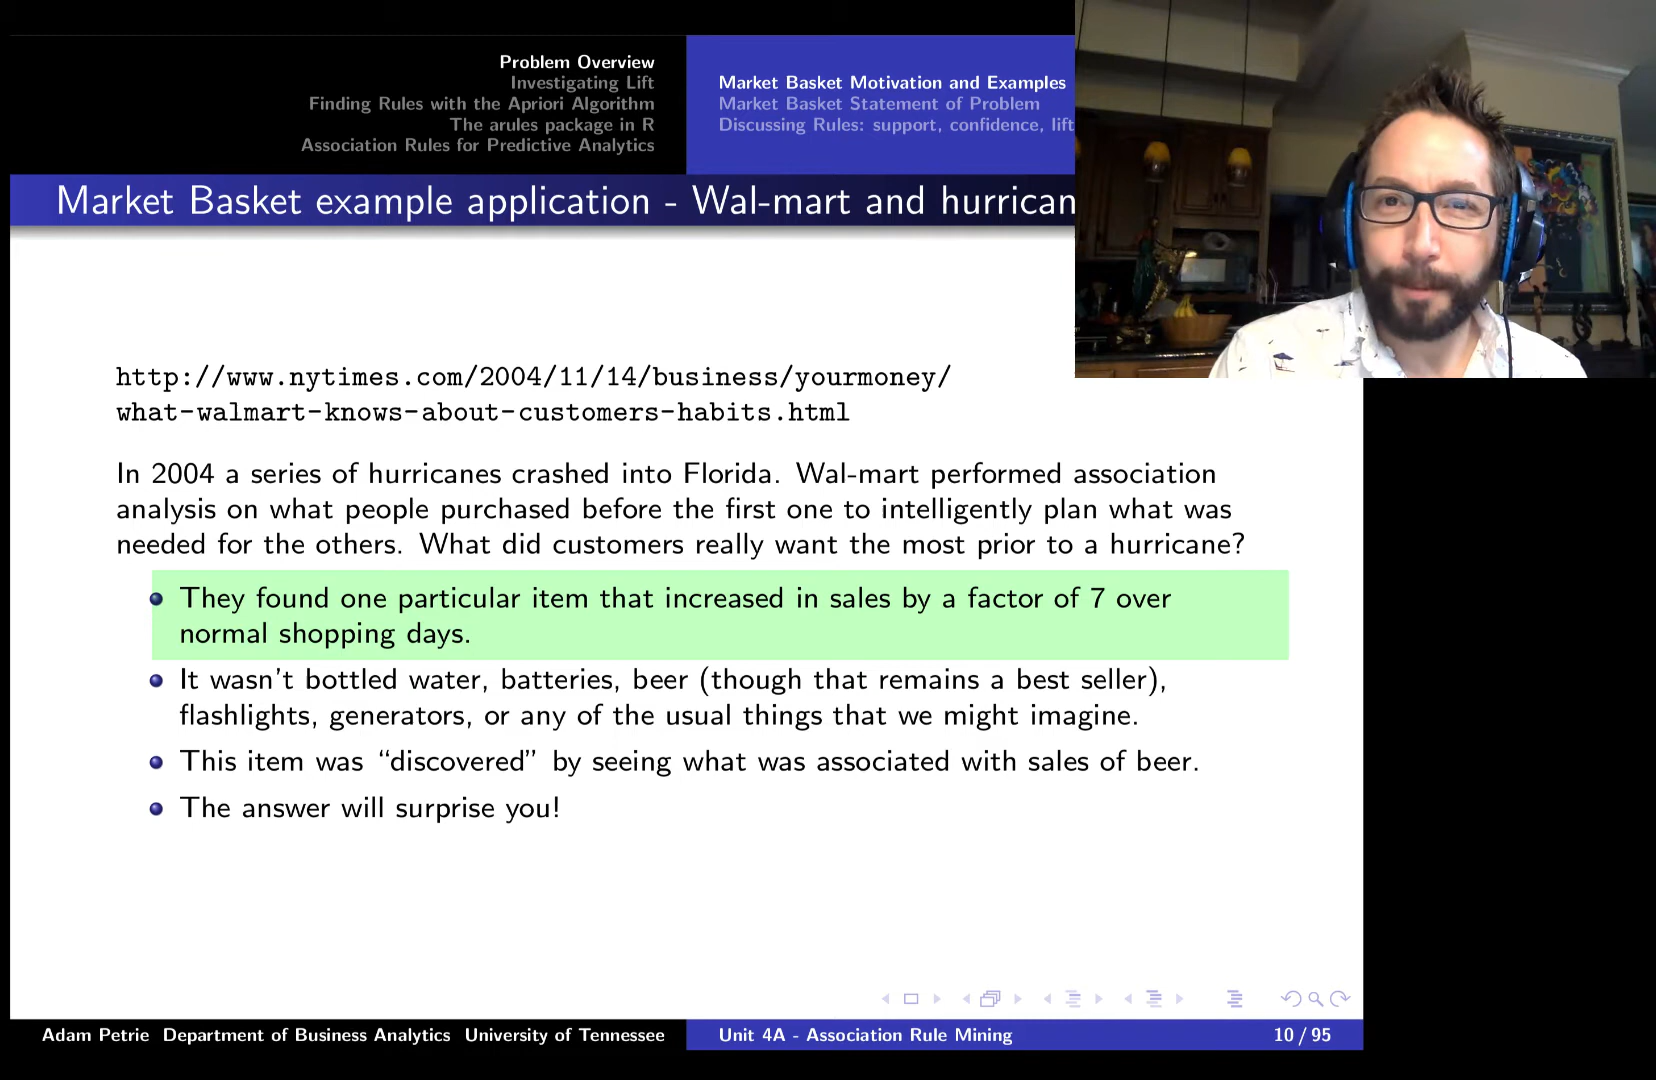 Problem Overview
Investigating Lift
Finding Rules with the Apriori Algorithm
The arules package in R
Association Rules for Predictive Analytics
Market Basket Motivation and Examples
Market Basket Statement of Problem
Discussing Rules: support, confidence, lift
Market Basket example application - Wal-mart and hurrican
http://www.nytimes.com/2004/11/14/business/yourmoney/
what-walmart-knows-about-customers-habits.html
In 2004 a series of hurricanes crashed into Florida. Wal-mart performed association
analysis on what people purchased before the first one to intelligently plan what was
needed for the others. What did customers really want the most prior to a hurricane?
They found one particular item that increased in sales by a factor of 7 over
normal shopping days.
It wasn't bottled water, batteries, beer (though that remains a best seller),
flashlights, generators, or any of the usual things that we might imagine.
This item was “discovered” by seeing what was associated with sales of beer.
The answer will surprise you!
Adam Petrie Department of Business Analytics University of Tennessee
Unit 4A - Association Rule Mining
10 / 95